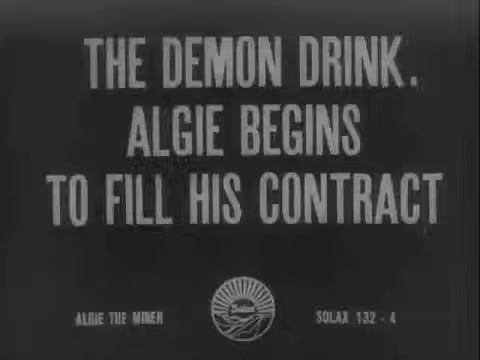 THE DEMON DRINK.
ALGIE BEGINS
TO FILL HIS CONTRACT
ALGIE THE MINER
SOLAX 132 - 4